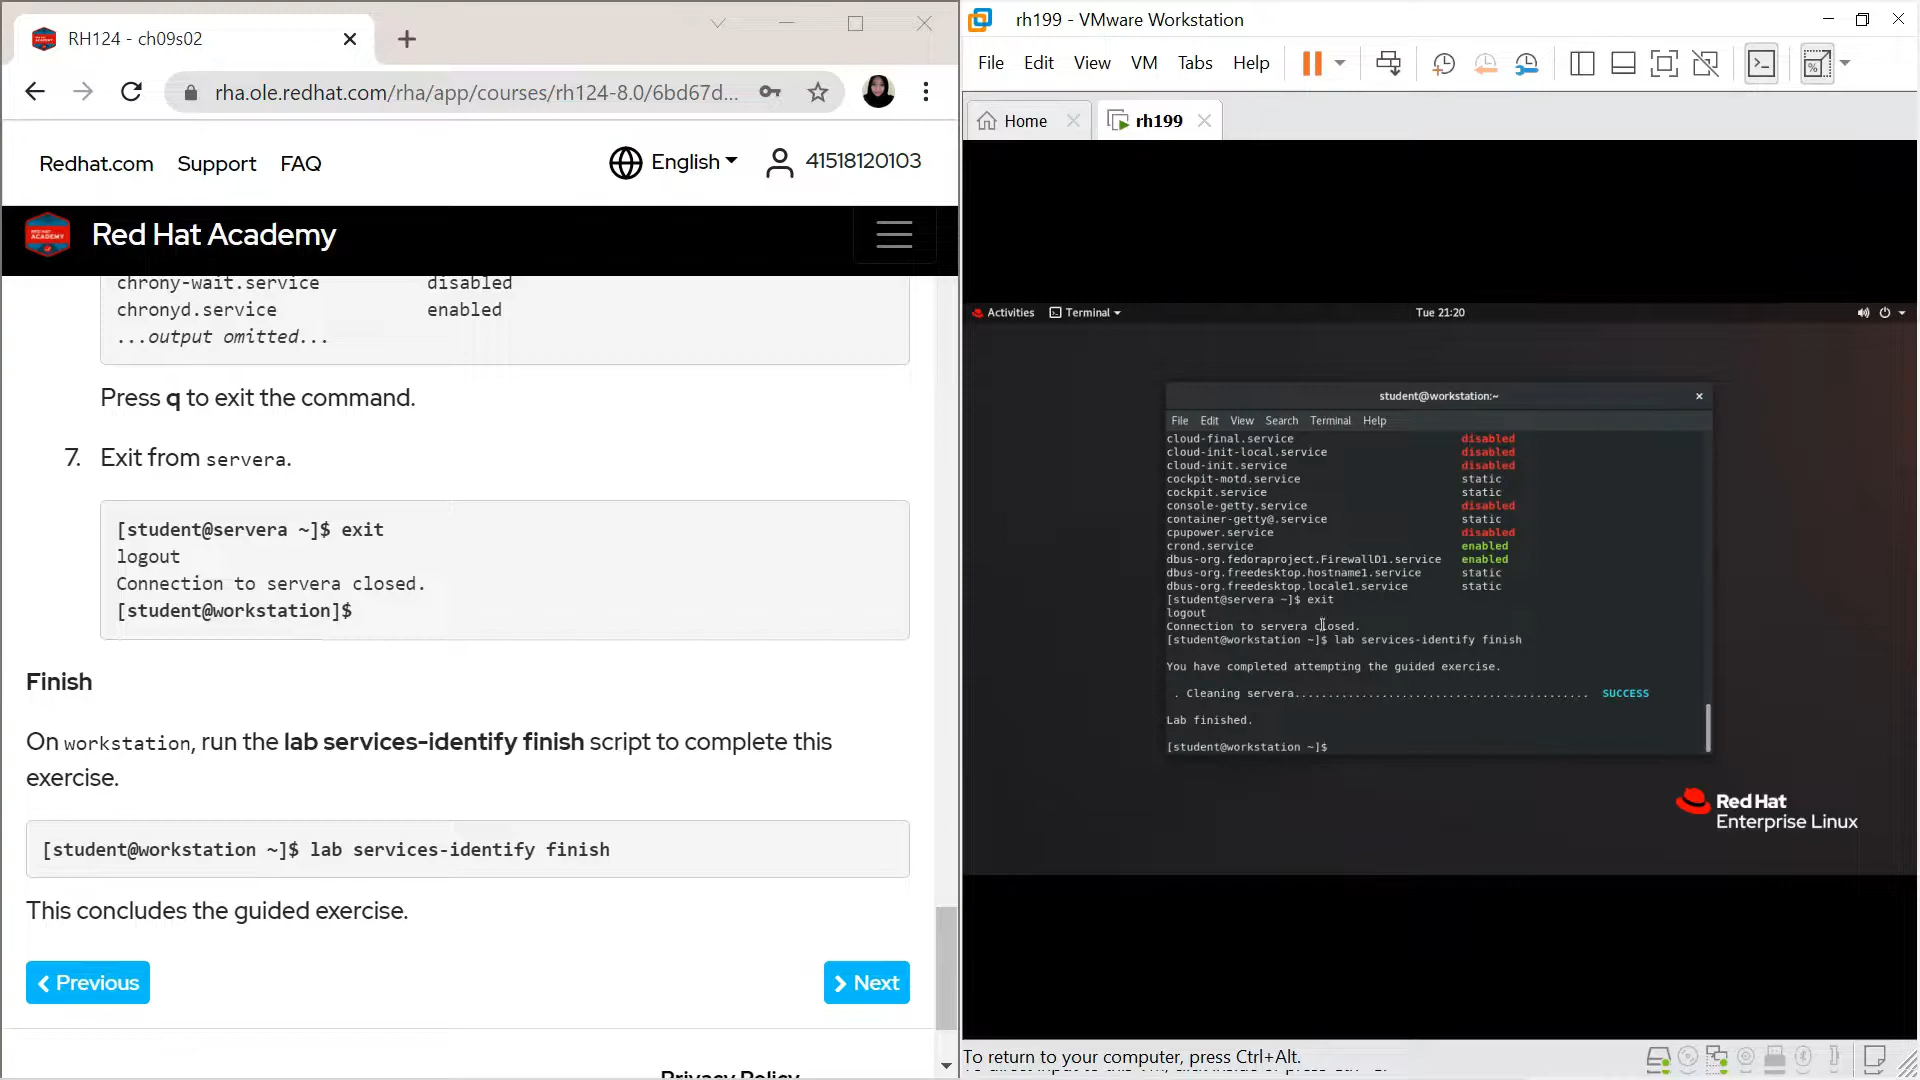 RH124 - ch09s02
rha.ole.redhat.com/rha/app/courses/rh124-8.0/6bd67d...
Redhat.com Support FAQ
English
41518120103
RED HAT
ACADEMY
Red Hat Academy
chrony-wait.service disabled
chronyd.service enabled
...output omitted...
Press q to exit the command.
7. Exit from servera.
[student@servera ~]$ exit
logout
Connection to servera closed.
[student@workstation]$
Finish
On workstation, run the lab services-identify finish script to complete this
exercise.
[student@workstation ~]$ lab services-identify finish
This concludes the guided exercise.
Previous
Next
Privacy Policy
rh199 - VMware Workstation
File Edit View VM Tabs Help
Home
rh199
Activities Terminal Tue 21:20
student@workstation:~
File Edit View Search Terminal Help
cloud-final.service disabled
cloud-init-local.service disabled
cloud-init.service disabled
cockpit-motd.service static
cockpit.service static
console-getty.service disabled
container-getty@.service static
cpupower.service disabled
crond.service enabled
dbus-org.fedoraproject.FirewallD1.service enabled
dbus-org.freedesktop.hostname1.service static
dbus-org.freedesktop.locale1.service static
[student@servera ~]$ exit
logout
Connection to servera closed.
[student@workstation ~]$ lab services-identify finish
You have completed attempting the guided exercise.
. Cleaning servera............................................ SUCCESS
Lab finished.
[student@workstation ~]$
Red Hat
Enterprise Linux
To return to your computer, press Ctrl+Alt.